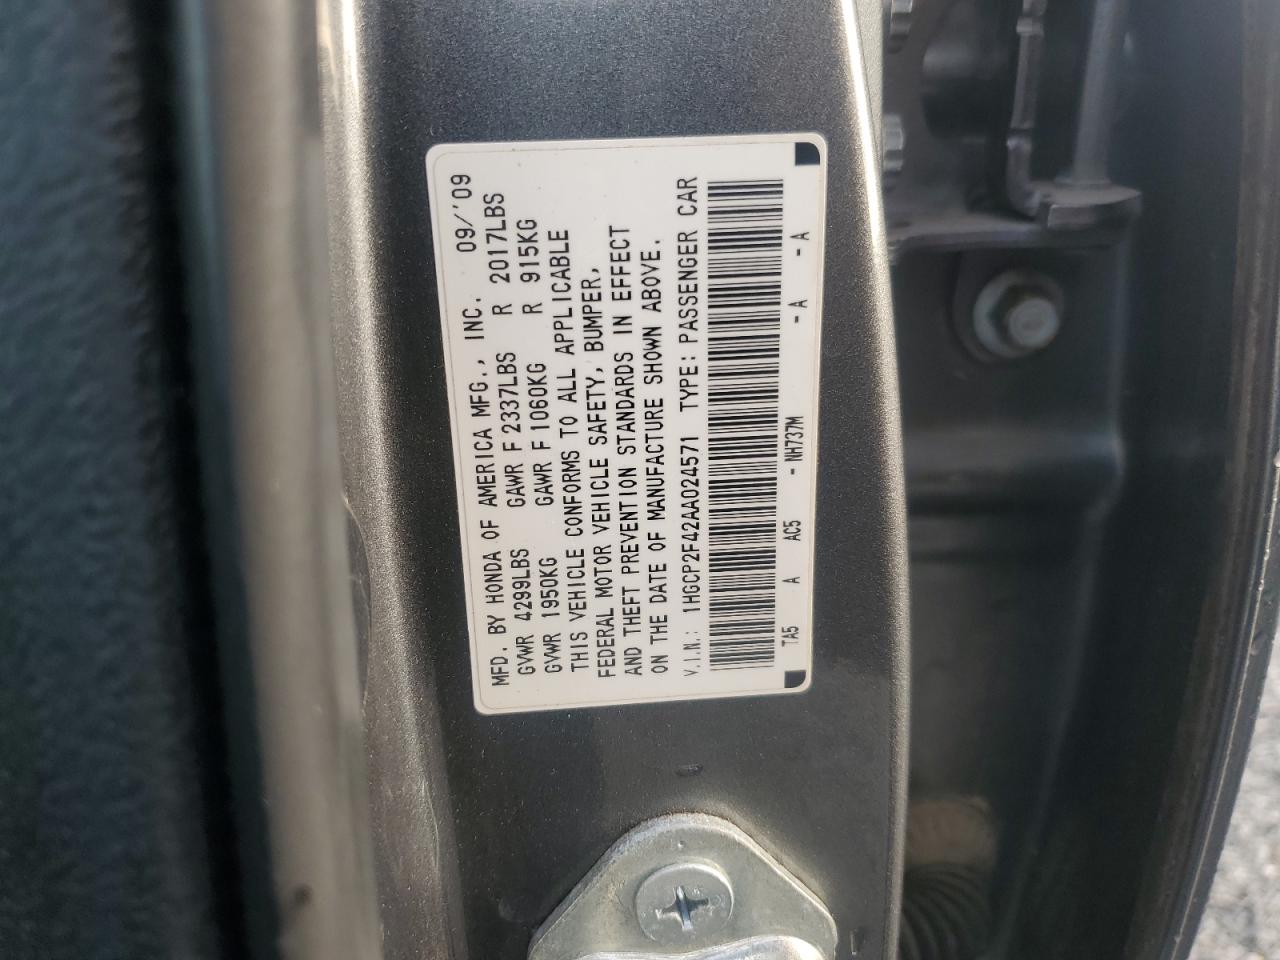 MFD. BY HONDA OF AMERICA MFG., INC. 09/'09
GVWR 4299LBS GAWR F 2337LBS R 2017LBS
GVWR 1950KG GAWR F 1060KG R 915KG
THIS VEHICLE CONFORMS TO ALL APPLICABLE
FEDERAL MOTOR VEHICLE SAFETY, BUMPER,
AND THEFT PREVENTION STANDARDS IN EFFECT
ON THE DATE OF MANUFACTURE SHOWN ABOVE.
V.I.N.: 1HGCP2F42AA024571 TYPE: PASSENGER CAR
TA5 A AC5 - NH737M - A - A